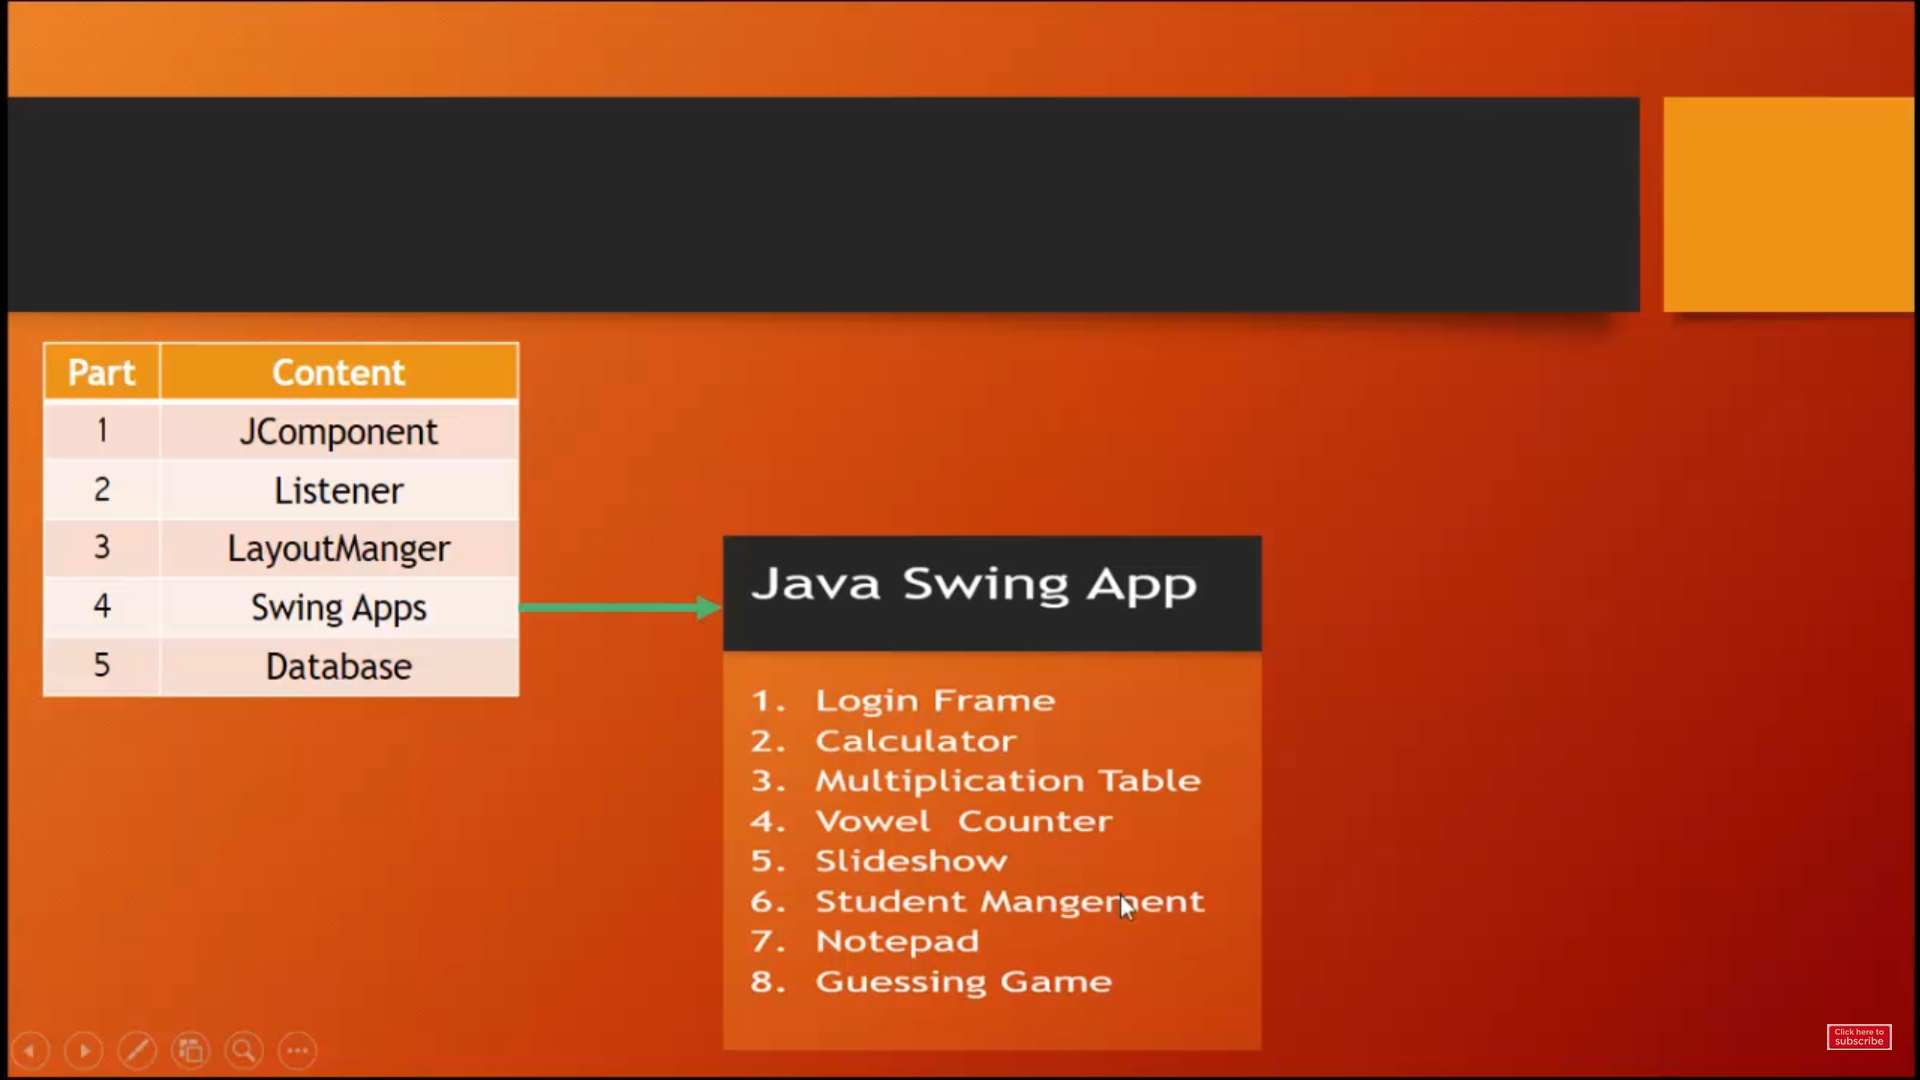 Part Content
1 JComponent
2 Listener
3 LayoutManger
4 Swing Apps
5 Database
Java Swing App
1. Login Frame
2. Calculator
3. Multiplication Table
4. Vowel Counter
5. Slideshow
6. Student Mangement
7. Notepad
8. Guessing Game
Click here to
subscribe